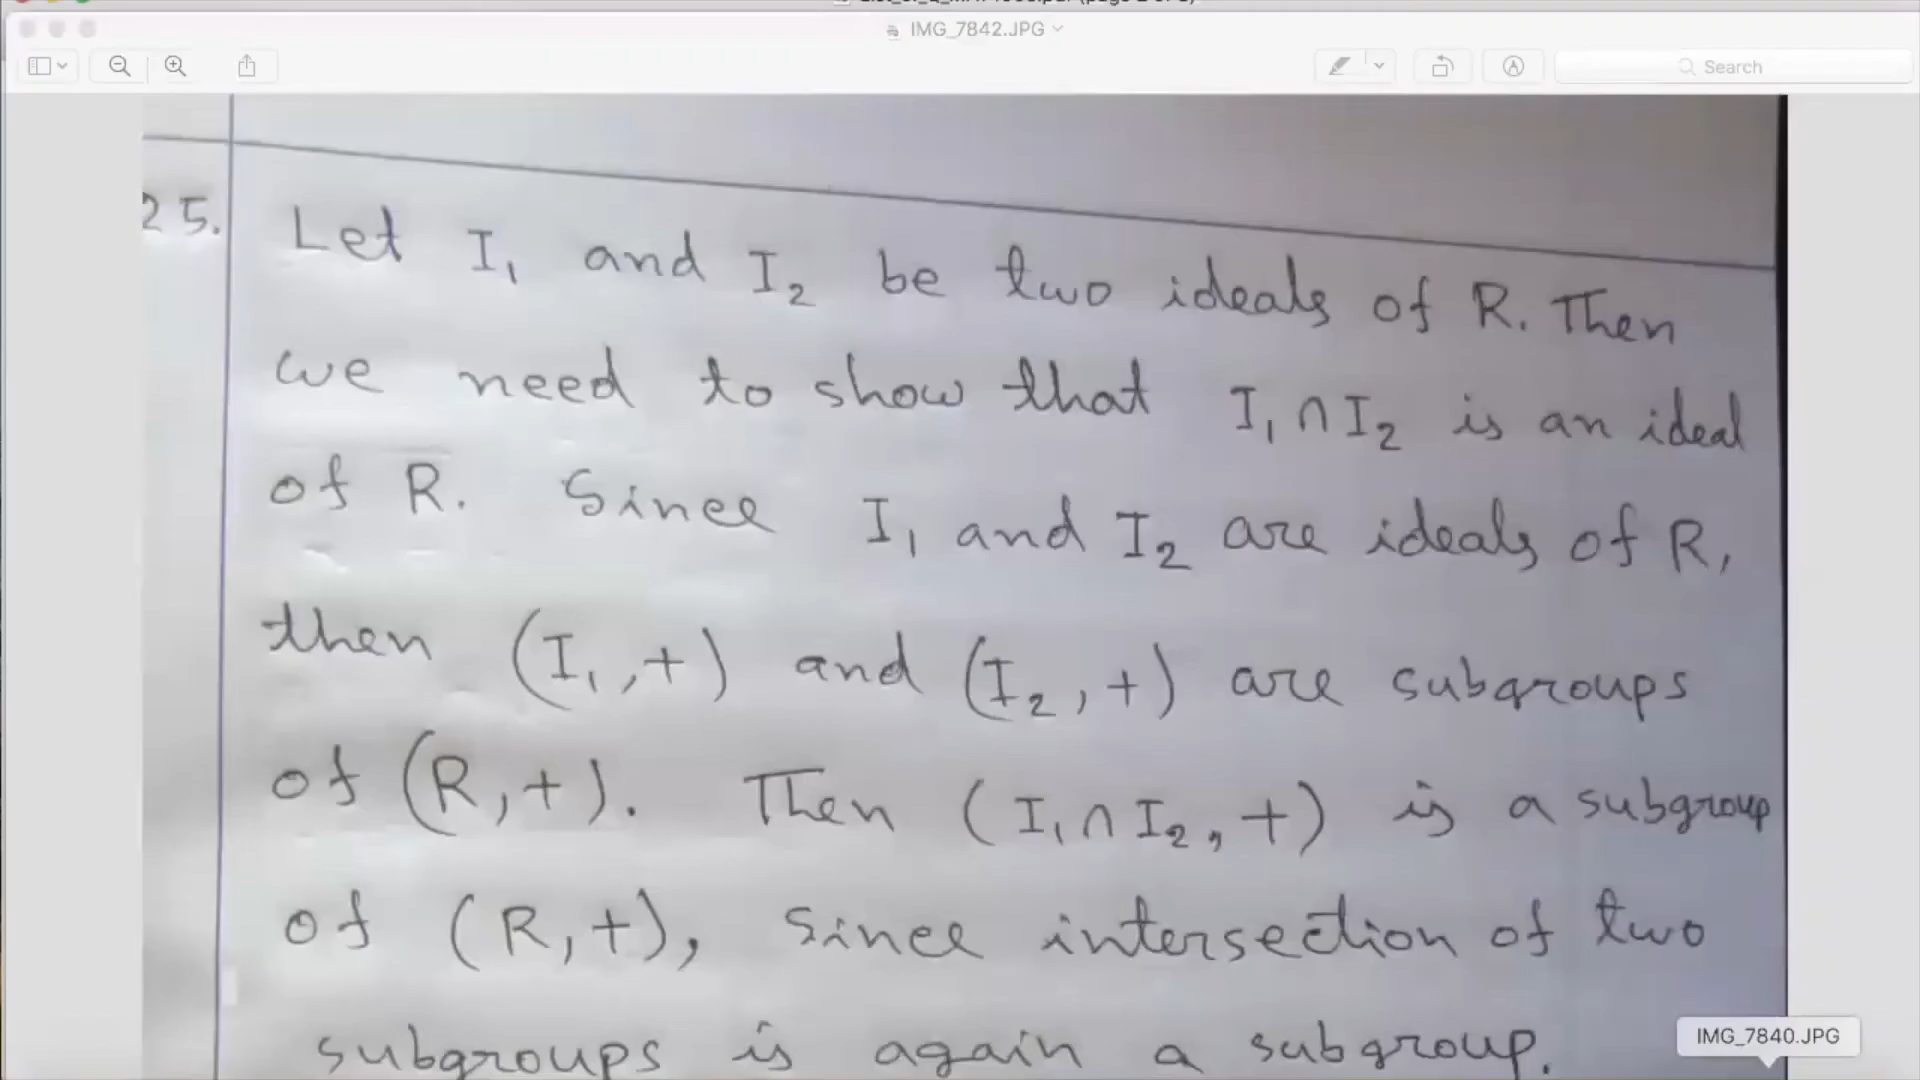 IMG_7842.JPG
Search
25. Let I₁ and I₂ be two ideals of R. Then
we need to show that I₁ ∩ I₂ is an ideal
of R. Since I₁ and I₂ are ideals of R,
then (I₁, +) and (I₂, +) are subgroups
of (R, +). Then (I₁ ∩ I₂, +) is a subgroup
of (R, +), since intersection of two
subgroups is again a subgroup.
IMG_7840.JPG